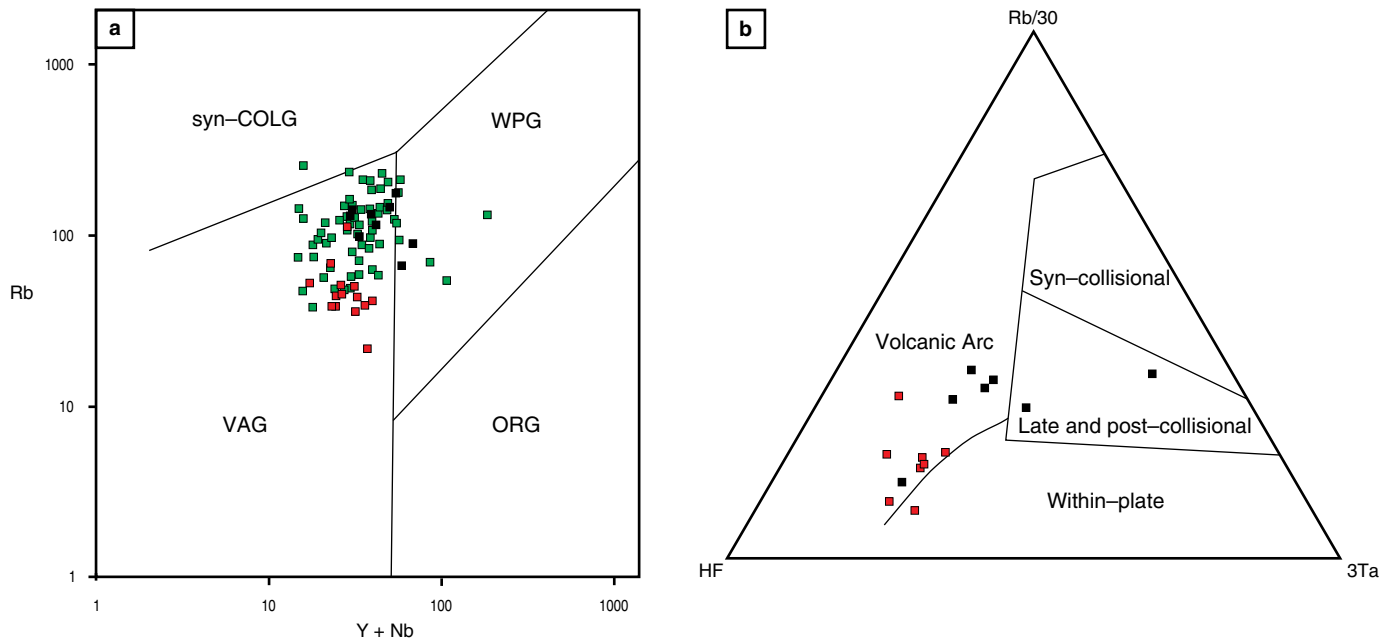 a
1000
100
10
1
Rb
syn–COLG
WPG
VAG
ORG
1
10
100
1000
Y + Nb
b
Rb/30
Syn–collisional
Volcanic Arc
Late and post–collisional
Within–plate
HF
3Ta